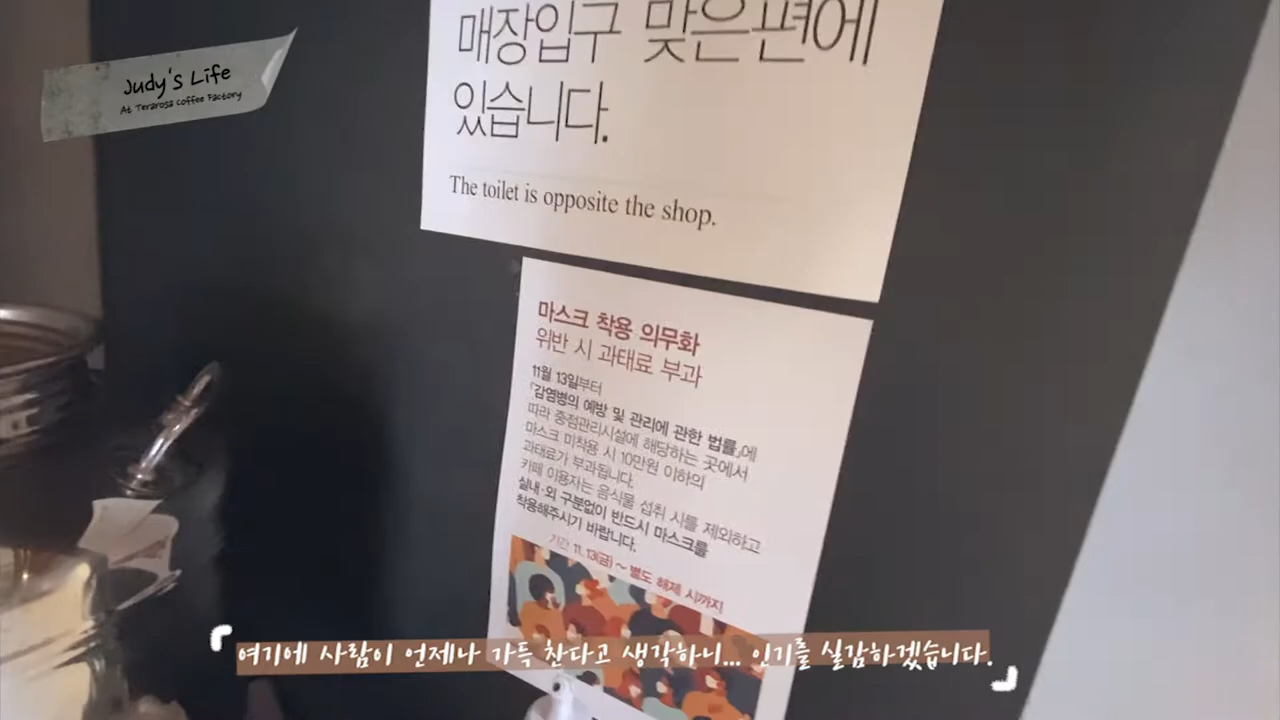 Judy's Life
At Terarosa Coffee Factory
매장입구 맞은편에
있습니다.
The toilet is opposite the shop.
마스크 착용 의무화
위반 시 과태료 부과
11월 13일부터
「감염병의 예방 및 관리에 관한 법률」에
따라 중점관리시설에 해당하는 곳에서
마스크 미착용 시 10만원 이하의
과태료가 부과됩니다.
카페 이용자는 음식물 섭취 시를 제외하고
실내·외 구분없이 반드시 마스크를
착용해주시기 바랍니다.
기간 11. 13(금) ~ 별도 해제 시까지
여기에 사람이 언제나 가득 찬다고 생각하니... 인기를 실감하겠습니다.